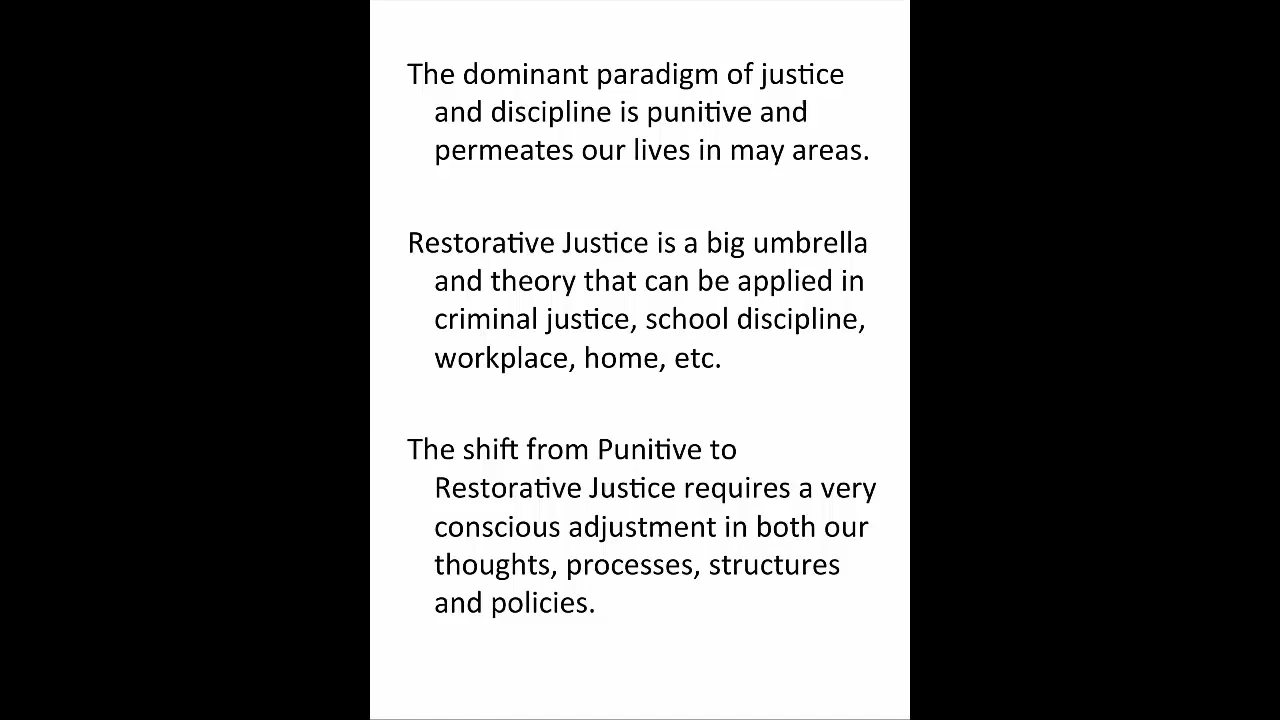 The dominant paradigm of justice
and discipline is punitive and
permeates our lives in may areas.
Restorative Justice is a big umbrella
and theory that can be applied in
criminal justice, school discipline,
workplace, home, etc.
The shift from Punitive to
Restorative Justice requires a very
conscious adjustment in both our
thoughts, processes, structures
and policies.